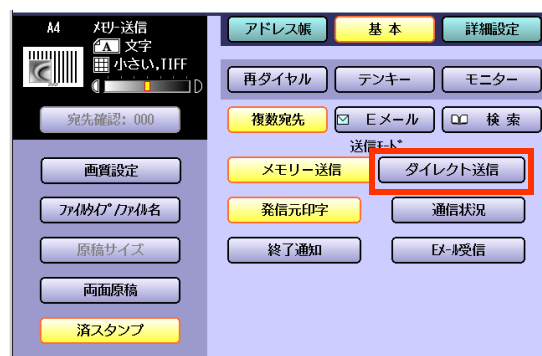 A4 ﾒﾓﾘｰ送信
A 文字
小さい,TIFF
D
宛先確認: 000
画質設定
ﾌｧｲﾙﾀｲﾌﾟ/ﾌｧｲﾙ名
原稿サイズ
両面原稿
済スタンプ
アドレス帳 基本 詳細設定
再ダイヤル テンキー モニター
複数宛先 Eメール 検索
送信ﾓｰﾄﾞ
メモリー送信 ダイレクト送信
発信元印字 通信状況
終了通知 Eﾒｰﾙ受信